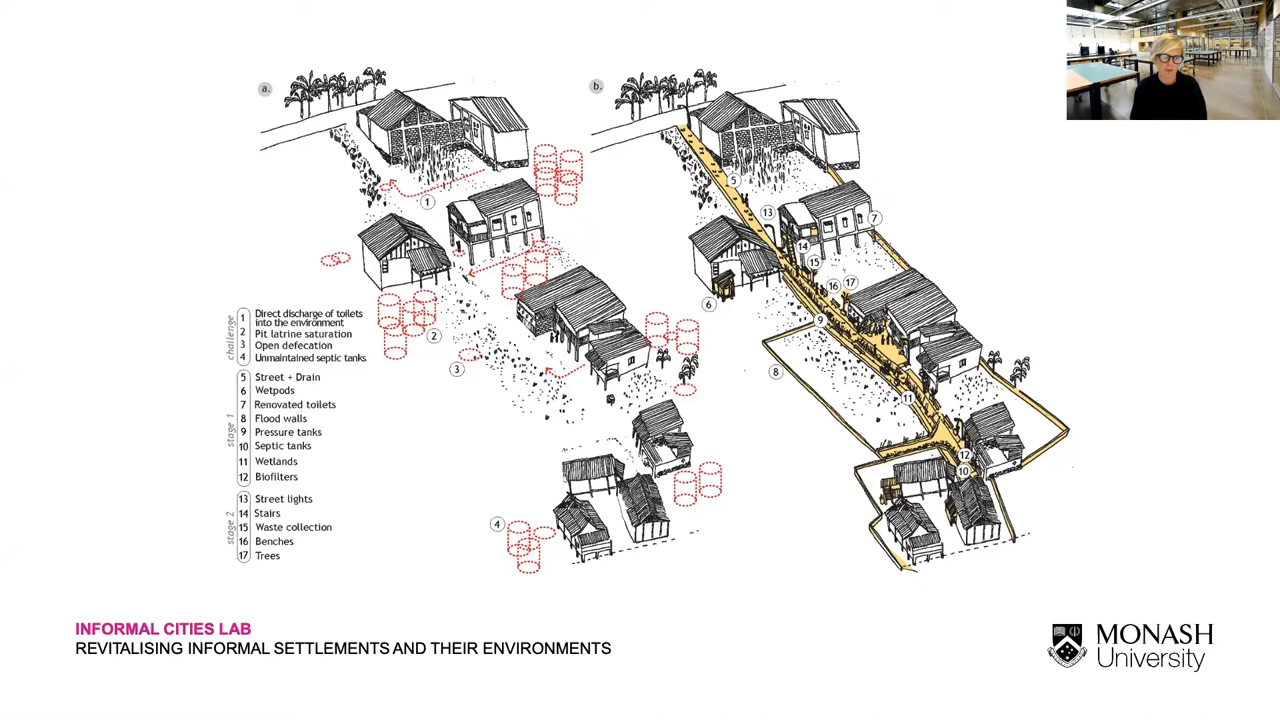 a.
b.
1
2
3
4
5
13
7
14
15
6
16
17
9
8
11
12
10
challenge
1 Direct discharge of toilets
into the environment
2 Pit latrine saturation
3 Open defecation
4 Unmaintained septic tanks
stage 1
5 Street + Drain
6 Wetpods
7 Renovated toilets
8 Flood walls
9 Pressure tanks
10 Septic tanks
11 Wetlands
12 Biofilters
stage 2
13 Street lights
14 Stairs
15 Waste collection
16 Benches
17 Trees
INFORMAL CITIES LAB
REVITALISING INFORMAL SETTLEMENTS AND THEIR ENVIRONMENTS
MONASH
University